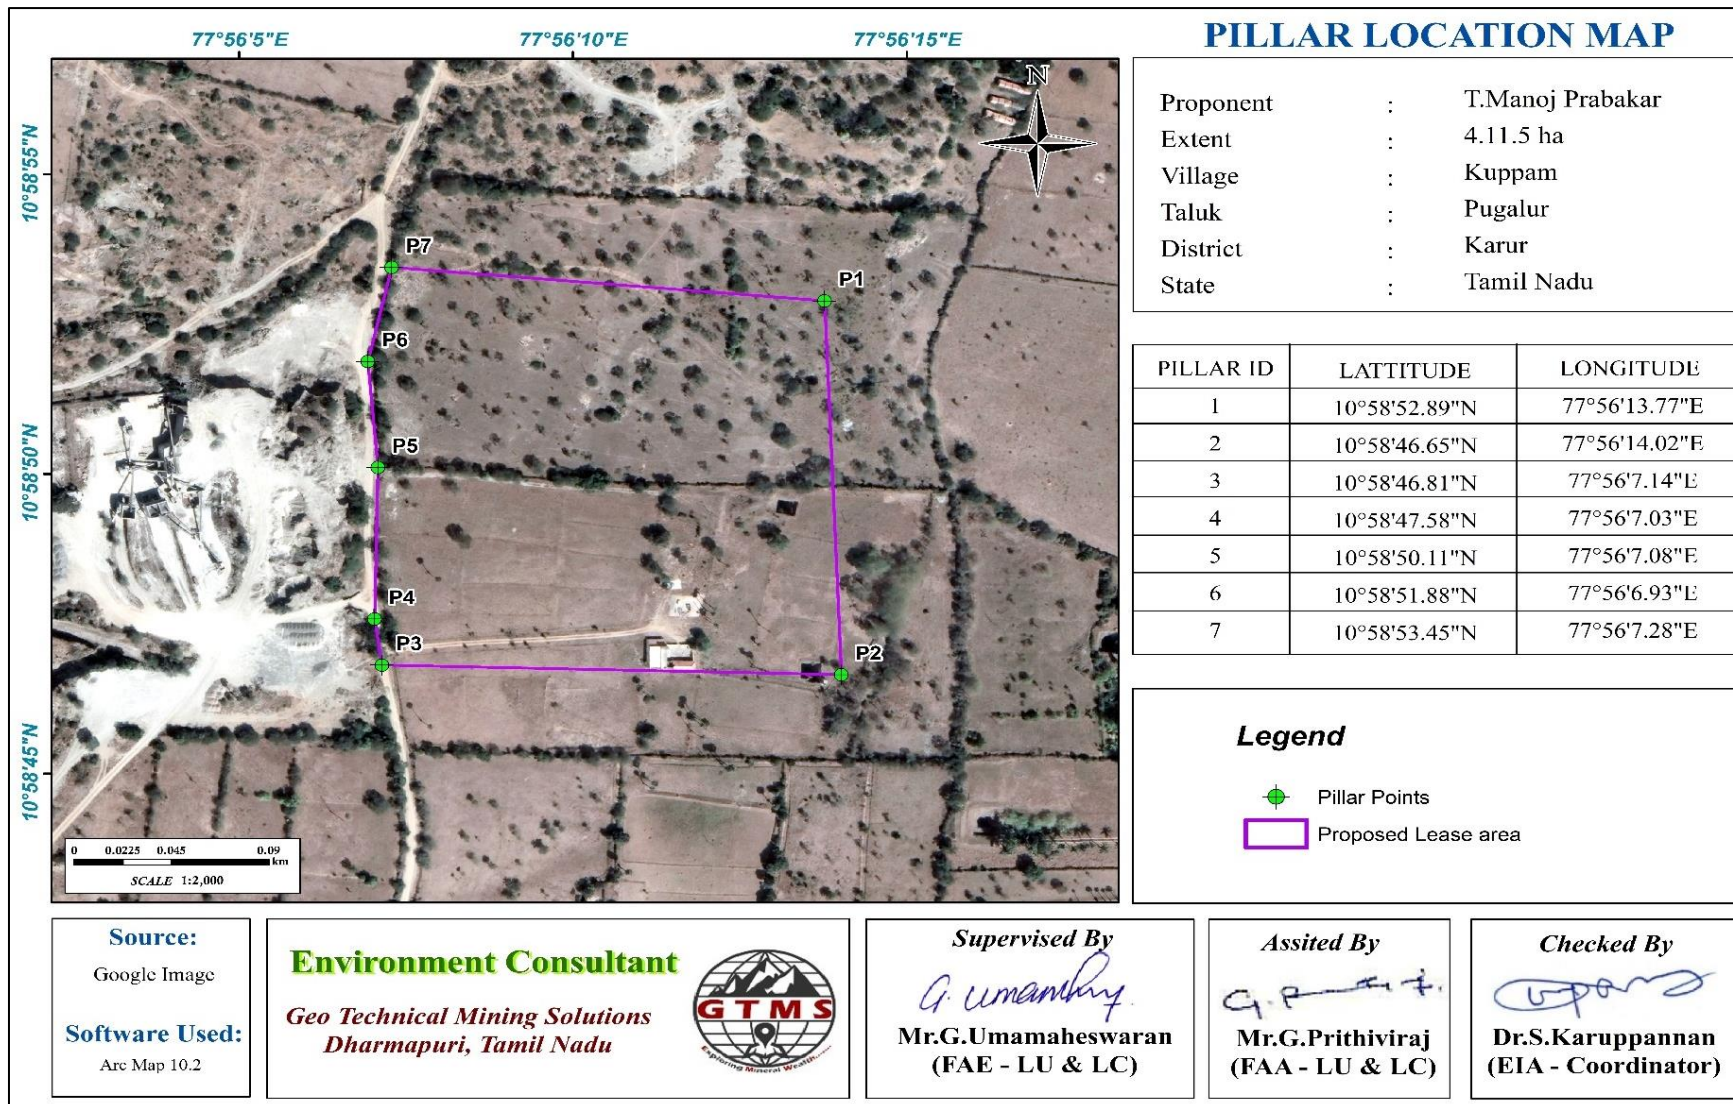 77°56'5"E
77°56'10"E
77°56'15"E
PILLAR LOCATION MAP
N
Proponent : T.Manoj Prabakar
Extent : 4.11.5 ha
Village : Kuppam
Taluk : Pugalur
District : Karur
State : Tamil Nadu
10°58'55"N
10°58'50"N
10°58'45"N
P7
P1
P6
P5
P4
P3
P2
PILLAR ID LATTITUDE LONGITUDE
1 10°58'52.89"N 77°56'13.77"E
2 10°58'46.65"N 77°56'14.02"E
3 10°58'46.81"N 77°56'7.14"E
4 10°58'47.58"N 77°56'7.03"E
5 10°58'50.11"N 77°56'7.08"E
6 10°58'51.88"N 77°56'6.93"E
7 10°58'53.45"N 77°56'7.28"E
Legend
Pillar Points
Proposed Lease area
0 0.0225 0.045 0.09
km
SCALE 1:2,000
Source:
Google Image
Software Used:
Arc Map 10.2
Environment Consultant
Geo Technical Mining Solutions
Dharmapuri, Tamil Nadu
GTMS
Exploring Mineral Wealth......
Supervised By
G. Umamhey.
Mr.G.Umamaheswaran
(FAE - LU & LC)
Assited By
Mr.G.Prithiviraj
(FAA - LU & LC)
Checked By
Dr.S.Karuppannan
(EIA - Coordinator)